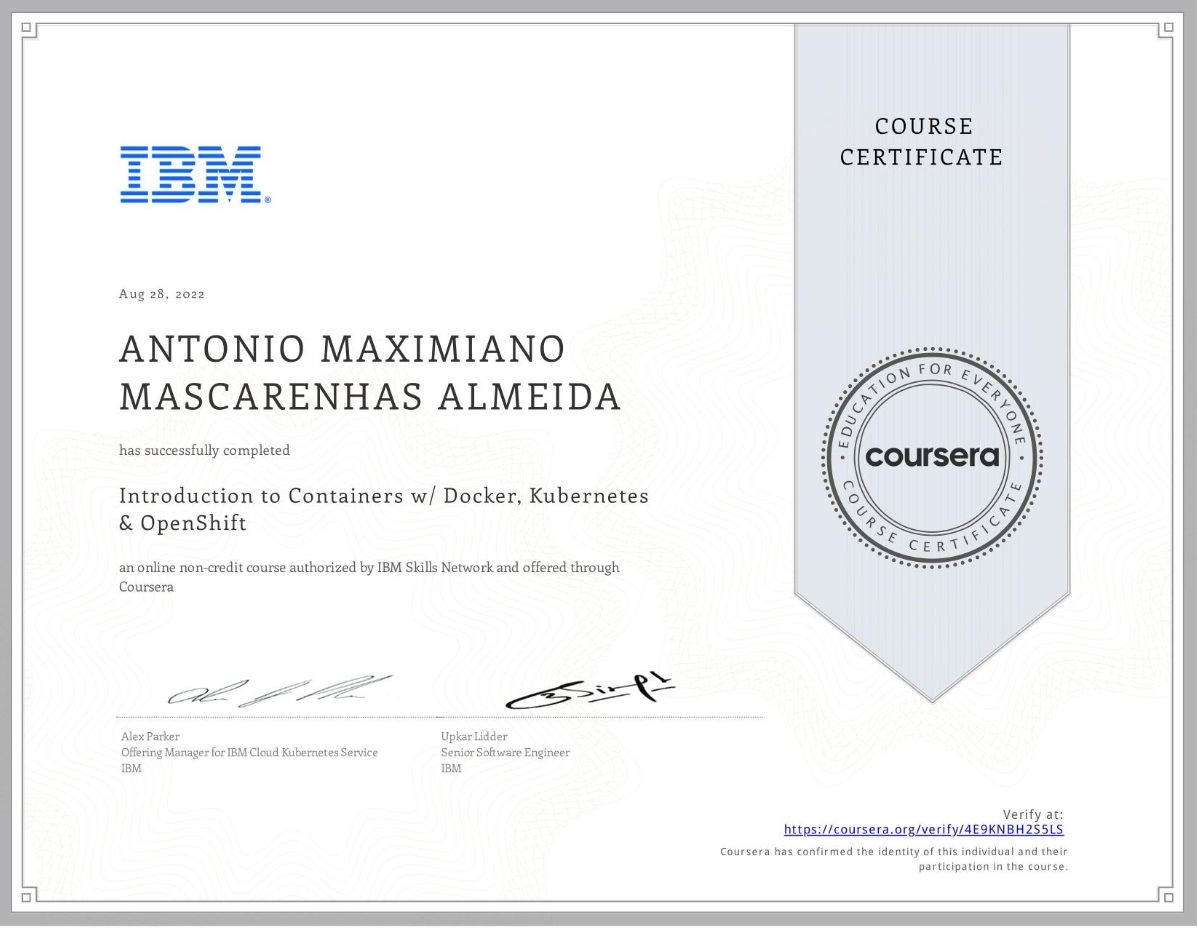 COURSE
CERTIFICATE
IBM®
Aug 28, 2022
ANTONIO MAXIMIANO
MASCARENHAS ALMEIDA
has successfully completed
Introduction to Containers w/ Docker, Kubernetes
& OpenShift
an online non-credit course authorized by IBM Skills Network and offered through
Coursera
EDUCATION FOR EVERYONE
coursera
COURSE CERTIFICATE
Alex Parker
Offering Manager for IBM Cloud Kubernetes Service
IBM
Upkar Lidder
Senior Software Engineer
IBM
Verify at:
https://coursera.org/verify/4E9KNBH2S5LS
Coursera has confirmed the identity of this individual and their
participation in the course.